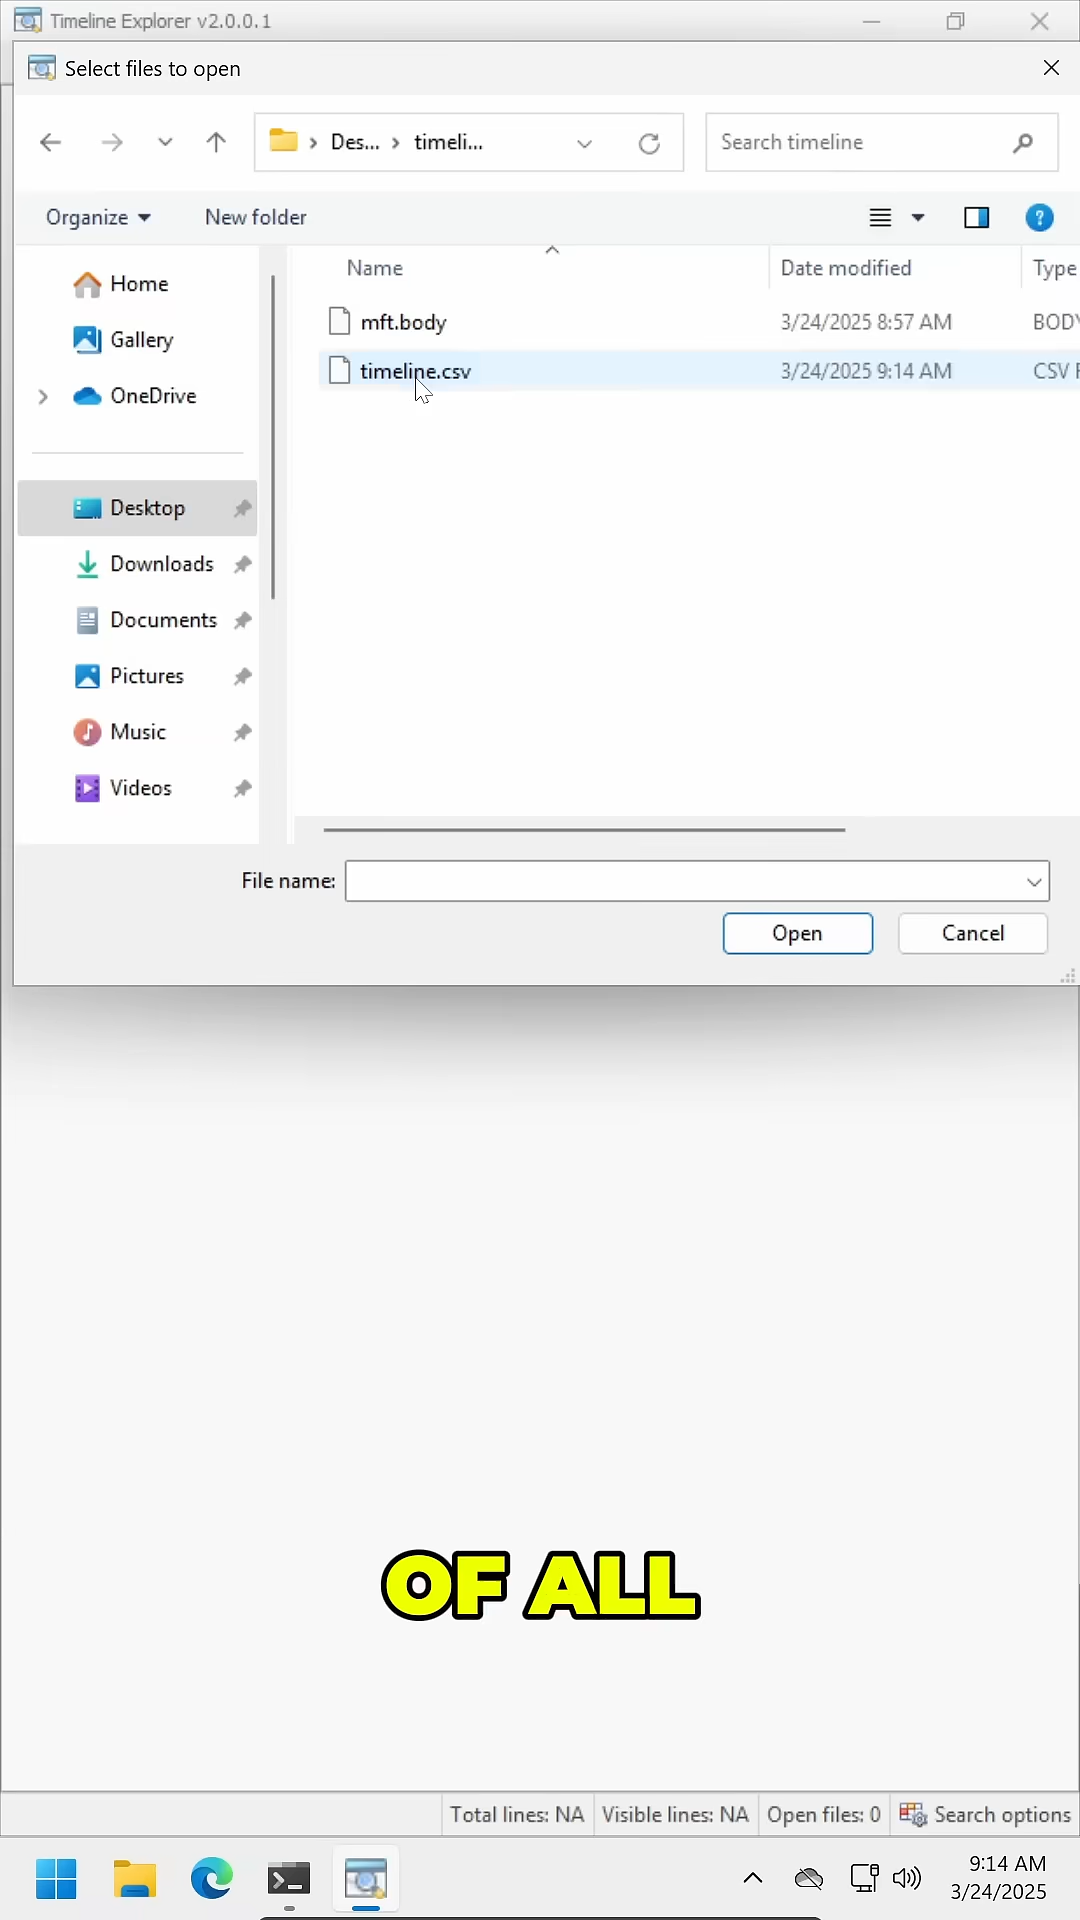 Timeline Explorer v2.0.0.1
Select files to open
Des... timeli...
Search timeline
Organize
New folder
?
Name
Date modified
Type
Home
mft.body
3/24/2025 8:57 AM
BODY
Gallery
timeline.csv
3/24/2025 9:14 AM
CSV F
OneDrive
Desktop
Downloads
Documents
Pictures
Music
Videos
File name:
Open
Cancel
OF ALL
Total lines: NA
Visible lines: NA
Open files: 0
Search options
9:14 AM
3/24/2025